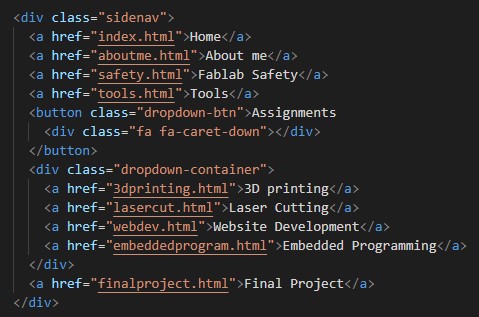 <div class="sidenav">
<a href="index.html">Home</a>
<a href="aboutme.html">About me</a>
<a href="safety.html">Fablab Safety</a>
<a href="tools.html">Tools</a>
<button class="dropdown-btn">Assignments
<div class="fa fa-caret-down"></div>
</button>
<div class="dropdown-container">
<a href="3dprinting.html">3D printing</a>
<a href="lasercut.html">Laser Cutting</a>
<a href="webdev.html">Website Development</a>
<a href="embeddedprogram.html">Embedded Programming</a>
</div>
<a href="finalproject.html">Final Project</a>
</div>